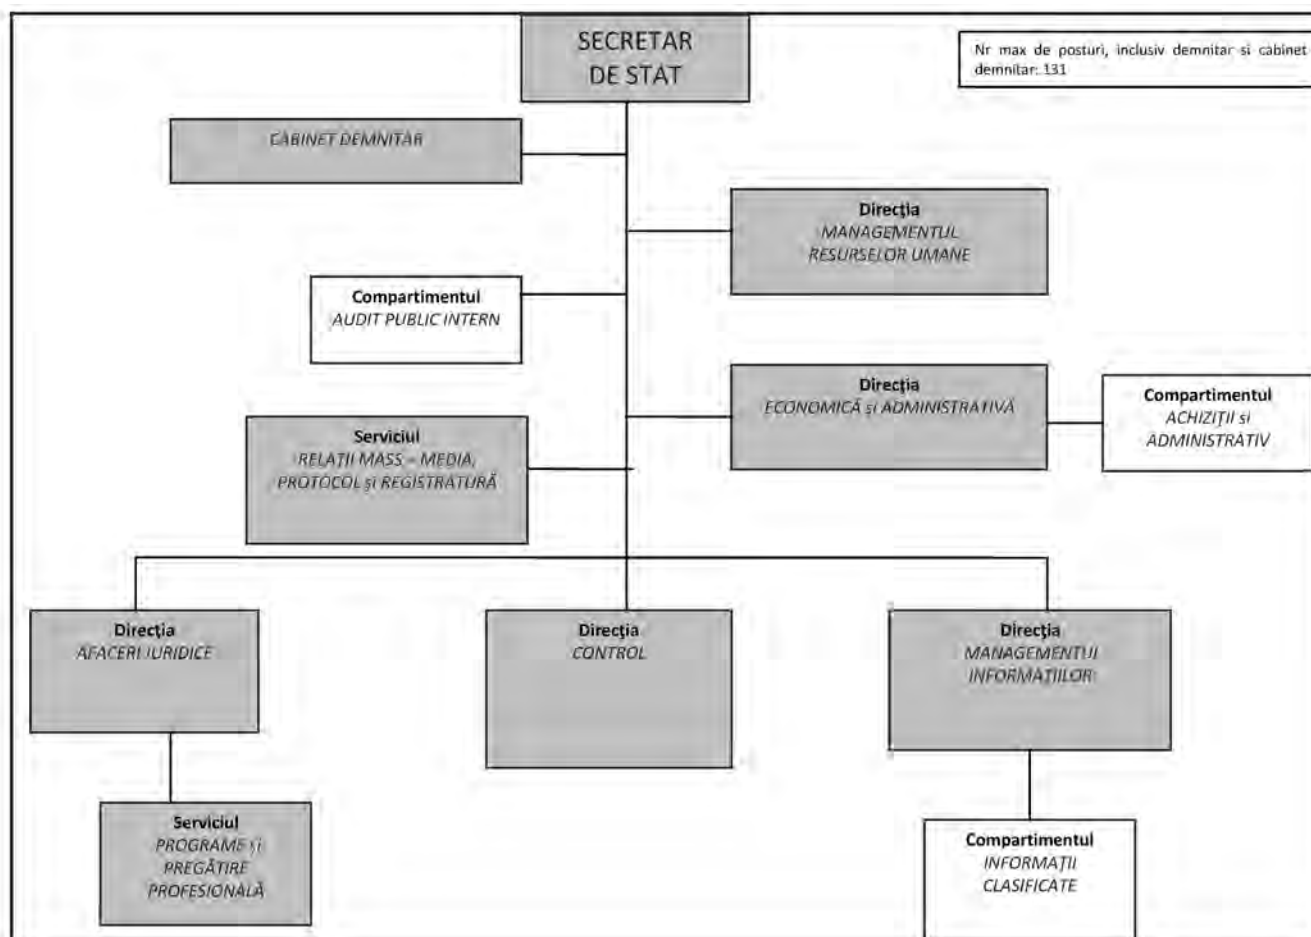 SECRETAR
DE STAT
Nr max de posturi, inclusiv demnitar si cabinet
demnitar: 131
CABINET DEMNITAR
Direcția
MANAGEMENTUL
RESURSELOR UMANE
Compartimentul
AUDIT PUBLIC INTERN
Direcția
ECONOMICĂ și ADMINISTRATIVĂ
Compartimentul
ACHIZIȚII si
ADMINISTRATIV
Serviciul
RELAȚII MASS – MEDIA,
PROTOCOL și REGISTRATURĂ
Direcția
AFACERI JURIDICE
Direcția
CONTROL
Direcția
MANAGEMENTUL
INFORMAȚIILOR
Serviciul
PROGRAME și
PREGĂTIRE
PROFESIONALĂ
Compartimentul
INFORMAȚII
CLASIFICATE